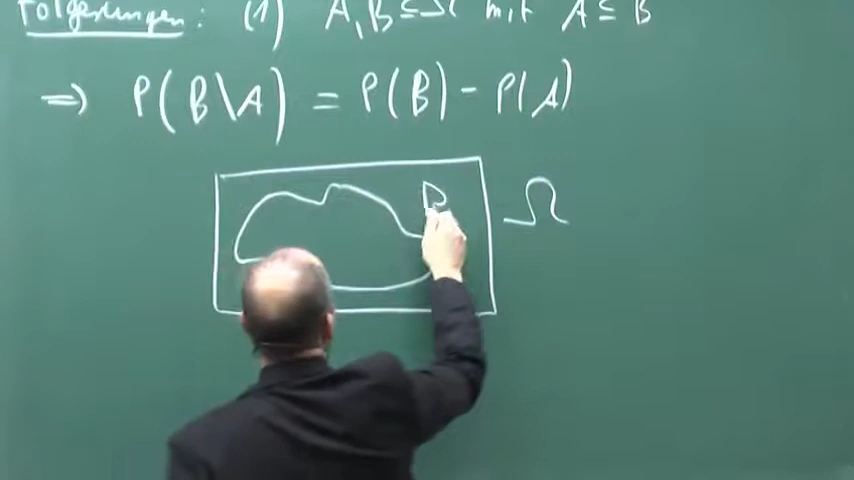 Folgerungen: (1) A, B ⊆ Ω mit A ⊆ B
⇒ P(B\A) = P(B) - P(A)
Ω